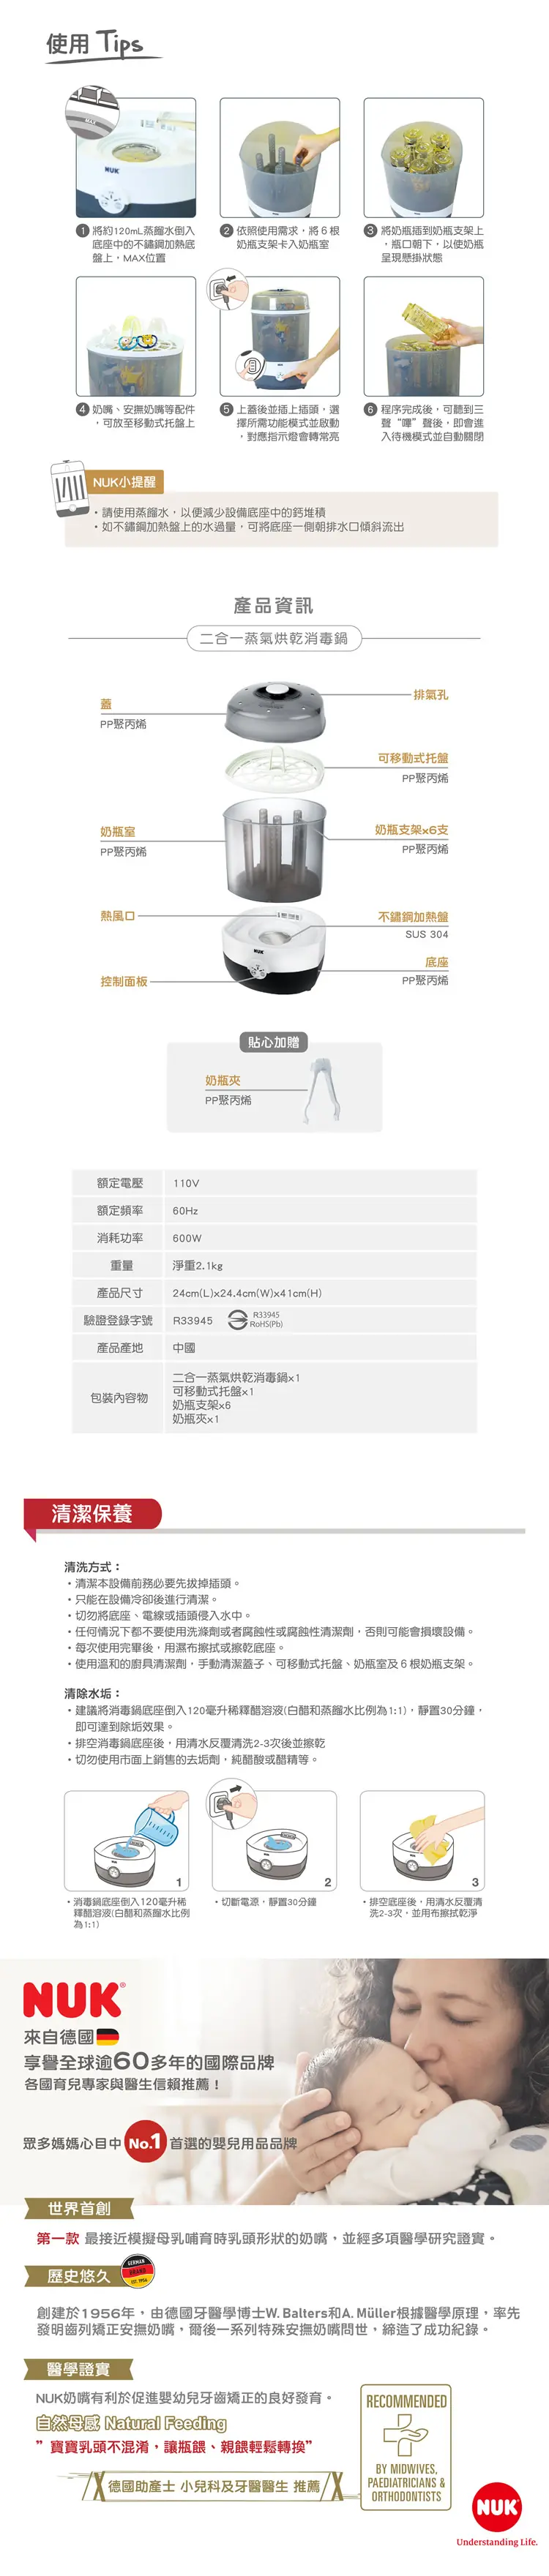 使用 Tips
MAX
NUK
1 將約120mL蒸餾水倒入
底座中的不鏽鋼加熱底
盤上，MAX位置
2 依照使用需求，將6根
奶瓶支架卡入奶瓶室
3 將奶瓶插到奶瓶支架上
，瓶口朝下，以使奶瓶
呈現懸掛狀態
4 奶嘴、安撫奶嘴等配件
，可放至移動式托盤上
5 上蓋後並插上插頭，選
擇所需功能模式並啟動
，對應指示燈會轉常亮
6 程序完成後，可聽到三
聲“嗶”聲後，即會進
入待機模式並自動關閉
NUK小提醒
・請使用蒸餾水，以便減少設備底座中的鈣堆積
・如不鏽鋼加熱盤上的水過量，可將底座一側朝排水口傾斜流出
產品資訊
二合一蒸氣烘乾消毒鍋
排氣孔
蓋
PP聚丙烯
可移動式托盤
PP聚丙烯
奶瓶室
PP聚丙烯
奶瓶支架x6支
PP聚丙烯
熱風口
不鏽鋼加熱盤
SUS 304
NUK
底座
PP聚丙烯
控制面板
貼心加贈
奶瓶夾
PP聚丙烯
額定電壓 110V
額定頻率 60Hz
消耗功率 600W
重量 淨重2.1kg
產品尺寸 24cm(L)x24.4cm(W)x41cm(H)
驗證登錄字號 R33945 R33945
RoHS(Pb)
產品產地 中國
包裝內容物
二合一蒸氣烘乾消毒鍋x1
可移動式托盤x1
奶瓶支架x6
奶瓶夾x1
清潔保養
清洗方式：
・清潔本設備前務必要先拔掉插頭。
・只能在設備冷卻後進行清潔。
・切勿將底座、電線或插頭侵入水中。
・任何情況下都不要使用洗滌劑或者腐蝕性或腐蝕性清潔劑，否則可能會損壞設備。
・每次使用完畢後，用濕布擦拭或擦乾底座。
・使用溫和的廚具清潔劑，手動清潔蓋子、可移動式托盤、奶瓶室及6根奶瓶支架。
清除水垢：
・建議將消毒鍋底座倒入120毫升稀釋醋溶液(白醋和蒸餾水比例為1:1)，靜置30分鐘，
即可達到除垢效果。
・排空消毒鍋底座後，用清水反覆清洗2-3次後並擦乾
・切勿使用市面上銷售的去垢劑，純醋酸或醋精等。
1
2
3
・消毒鍋底座倒入120毫升稀
釋醋溶液(白醋和蒸餾水比例
為1:1)
・切斷電源，靜置30分鐘
・排空底座後，用清水反覆清
洗2-3次，並用布擦拭乾淨
NUK®
來自德國
享譽全球逾60多年的國際品牌
各國育兒專家與醫生信賴推薦！
眾多媽媽心目中 No.1 首選的嬰兒用品品牌
世界首創
第一款 最接近模擬母乳哺育時乳頭形狀的奶嘴，並經多項醫學研究證實。
歷史悠久
GERMAN
BRAND
EST. 1956
創建於1956年，由德國牙醫學博士W. Balters和A. Müller根據醫學原理，率先
發明齒列矯正安撫奶嘴，爾後一系列特殊安撫奶嘴問世，締造了成功紀錄。
醫學證實
NUK奶嘴有利於促進嬰幼兒牙齒矯正的良好發育。
自然母感 Natural Feeding
”寶寶乳頭不混淆，讓瓶餵、親餵輕鬆轉換”
德國助產士 小兒科及牙醫醫生 推薦
RECOMMENDED
BY MIDWIVES,
PAEDIATRICIANS &
ORTHODONTISTS
NUK
Understanding Life.